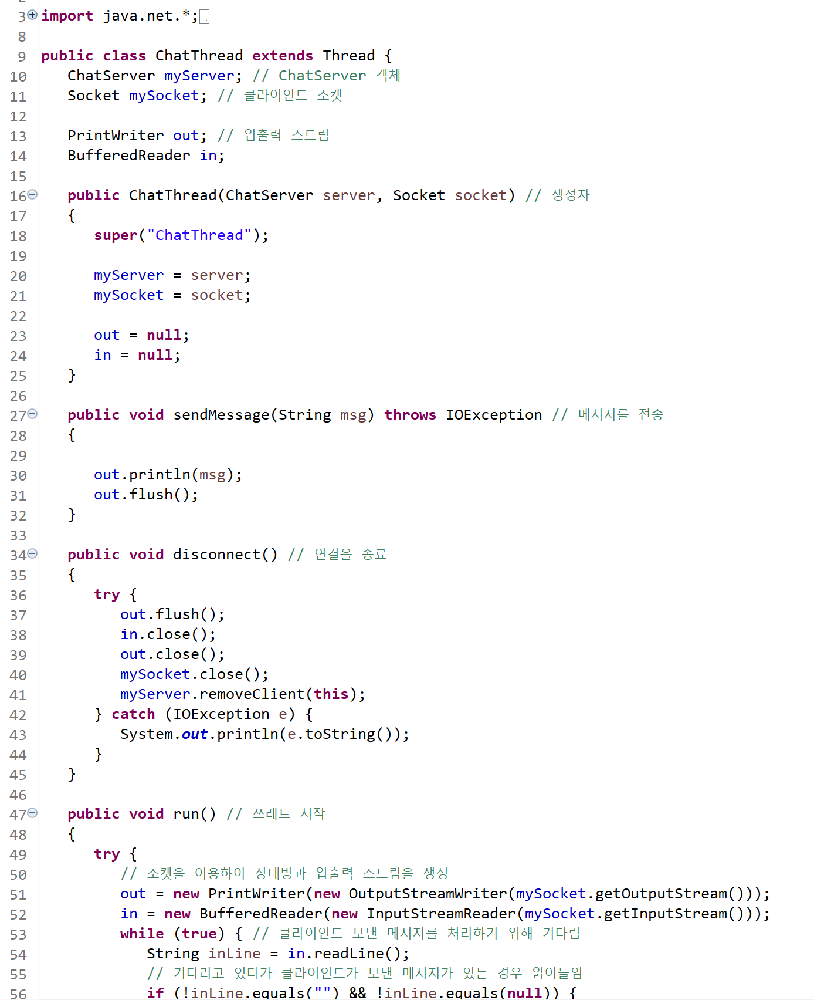 3 import java.net.*;
8
9 public class ChatThread extends Thread {
10    ChatServer myServer; // ChatServer 객체
11    Socket mySocket; // 클라이언트 소켓
12
13    PrintWriter out; // 입출력 스트림
14    BufferedReader in;
15
16    public ChatThread(ChatServer server, Socket socket) // 생성자
17    {
18       super("ChatThread");
19
20       myServer = server;
21       mySocket = socket;
22
23       out = null;
24       in = null;
25    }
26
27    public void sendMessage(String msg) throws IOException // 메시지를 전송
28    {
29
30       out.println(msg);
31       out.flush();
32    }
33
34    public void disconnect() // 연결을 종료
35    {
36       try {
37          out.flush();
38          in.close();
39          out.close();
40          mySocket.close();
41          myServer.removeClient(this);
42       } catch (IOException e) {
43          System.out.println(e.toString());
44       }
45    }
46
47    public void run() // 쓰레드 시작
48    {
49       try {
50          // 소켓을 이용하여 상대방과 입출력 스트림을 생성
51          out = new PrintWriter(new OutputStreamWriter(mySocket.getOutputStream()));
52          in = new BufferedReader(new InputStreamReader(mySocket.getInputStream()));
53          while (true) { // 클라이언트 보낸 메시지를 처리하기 위해 기다림
54             String inLine = in.readLine();
55             // 기다리고 있다가 클라이언트가 보낸 메시지가 있는 경우 읽어들임
56             if (!inLine.equals("") && !inLine.equals(null)) {